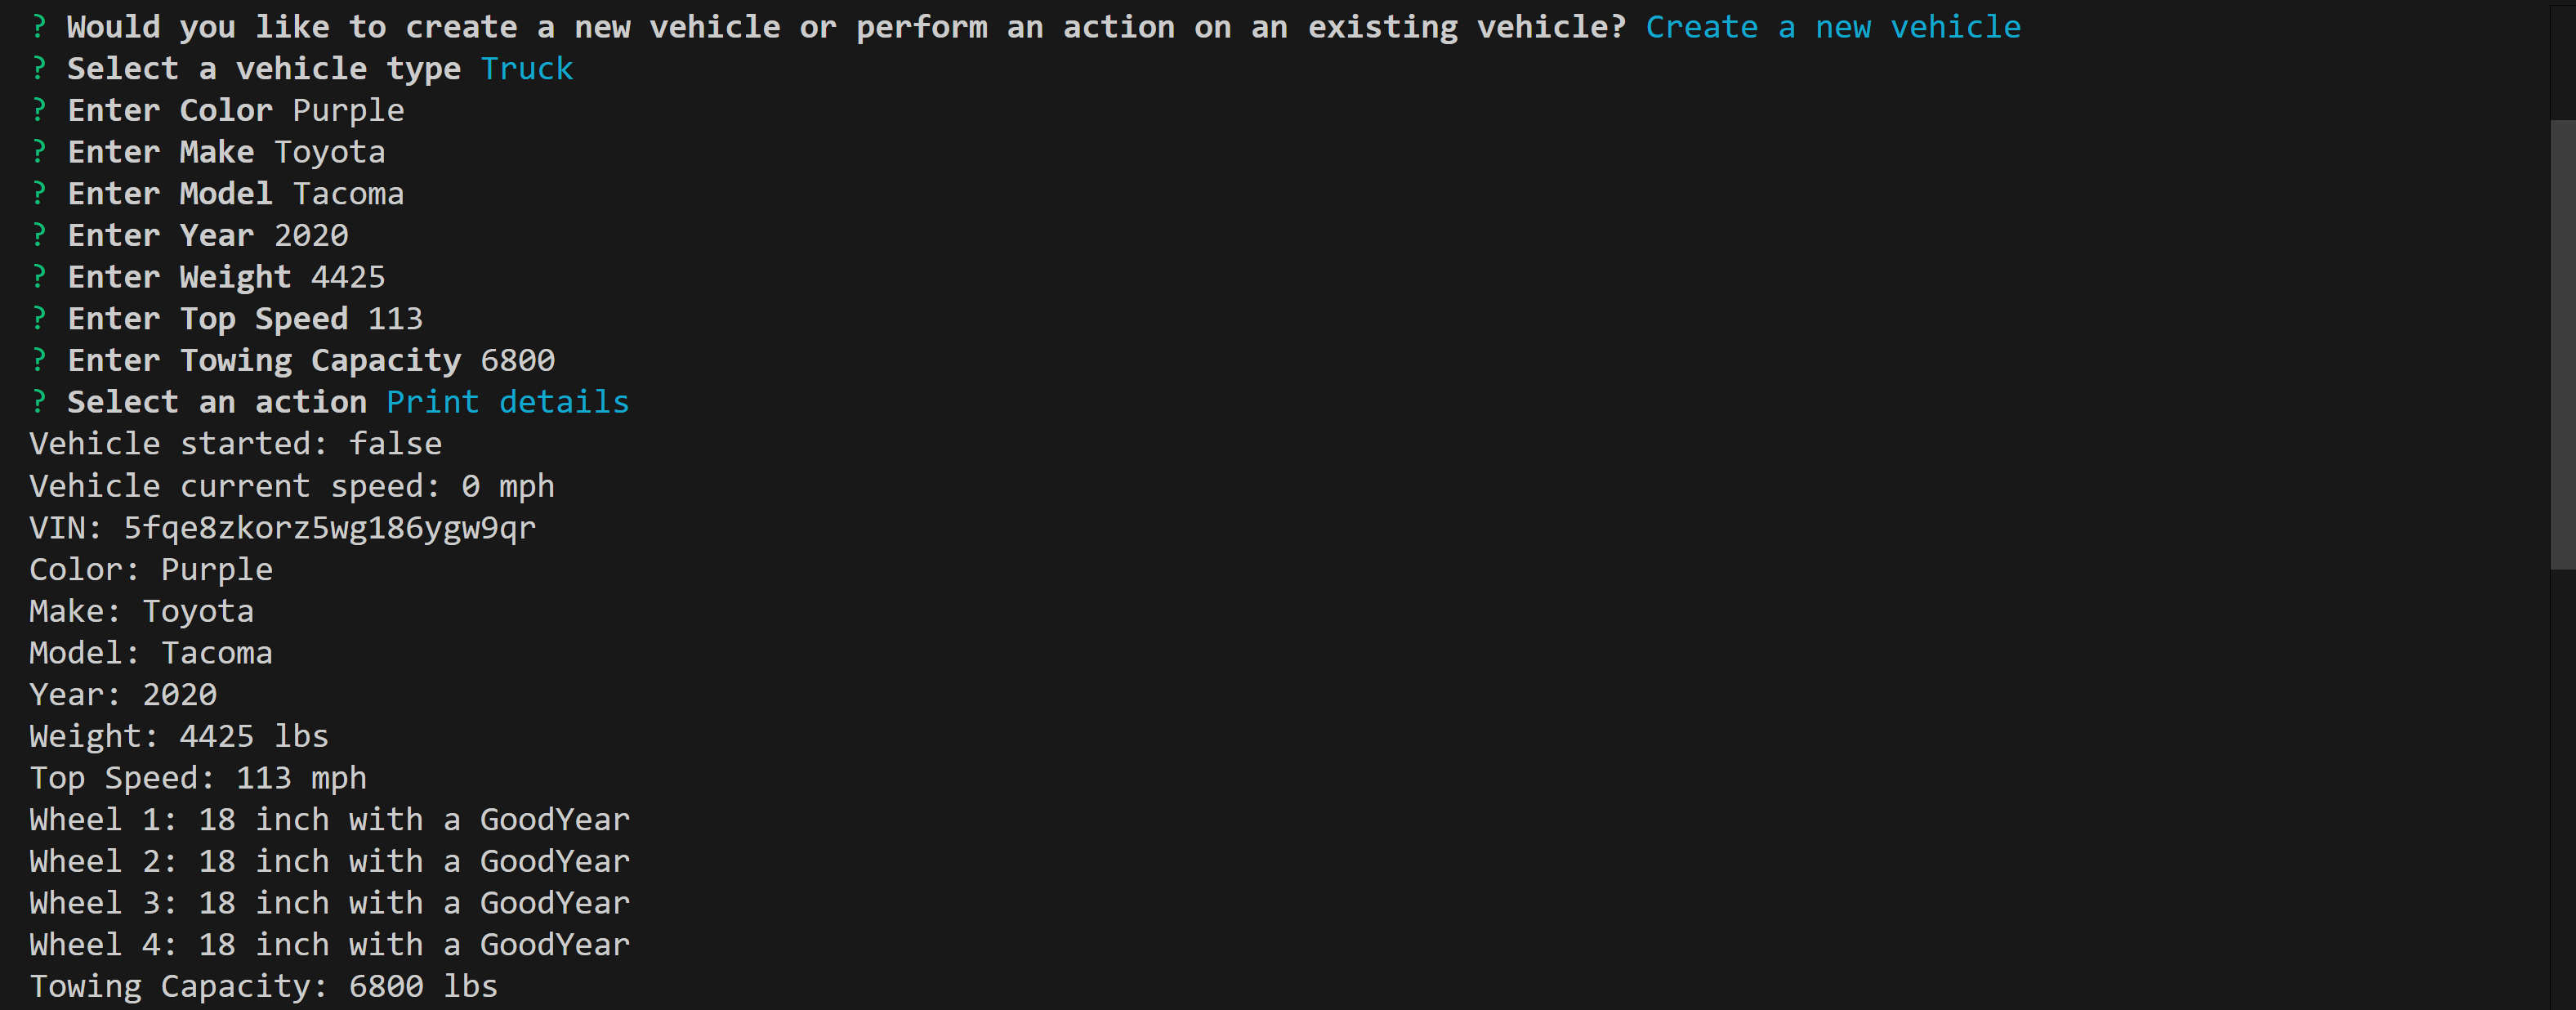 ? Would you like to create a new vehicle or perform an action on an existing vehicle? Create a new vehicle
? Select a vehicle type Truck
? Enter Color Purple
? Enter Make Toyota
? Enter Model Tacoma
? Enter Year 2020
? Enter Weight 4425
? Enter Top Speed 113
? Enter Towing Capacity 6800
? Select an action Print details
Vehicle started: false
Vehicle current speed: 0 mph
VIN: 5fqe8zkorz5wg186ygw9qr
Color: Purple
Make: Toyota
Model: Tacoma
Year: 2020
Weight: 4425 lbs
Top Speed: 113 mph
Wheel 1: 18 inch with a GoodYear
Wheel 2: 18 inch with a GoodYear
Wheel 3: 18 inch with a GoodYear
Wheel 4: 18 inch with a GoodYear
Towing Capacity: 6800 lbs